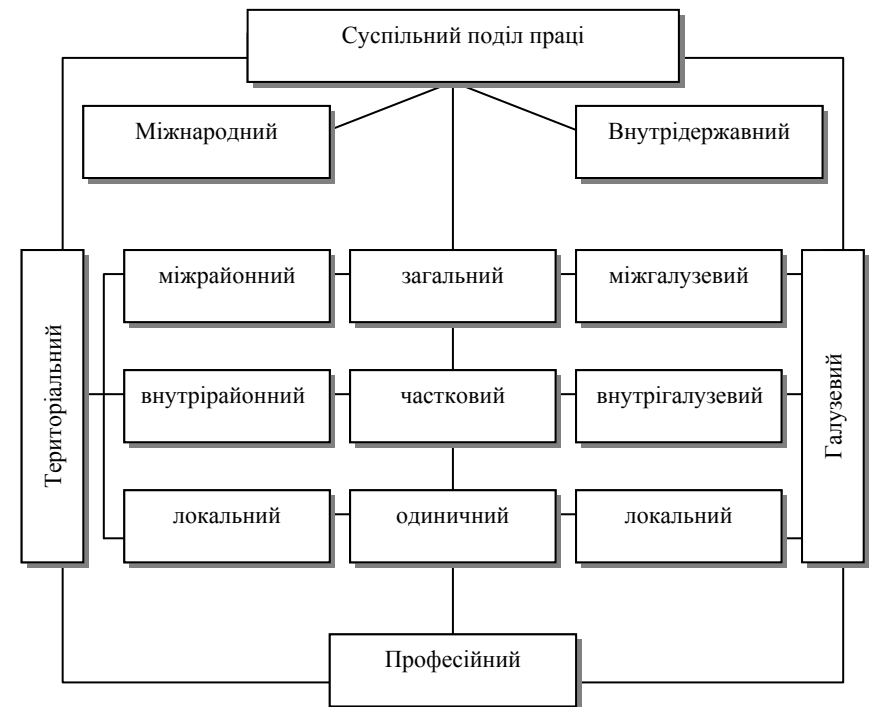 Суспільний поділ праці
Міжнародний
Внутрідержавний
Територіальний
міжрайонний
загальний
міжгалузевий
Галузевий
внутрірайонний
частковий
внутрігалузевий
локальний
одиничний
локальний
Професійний